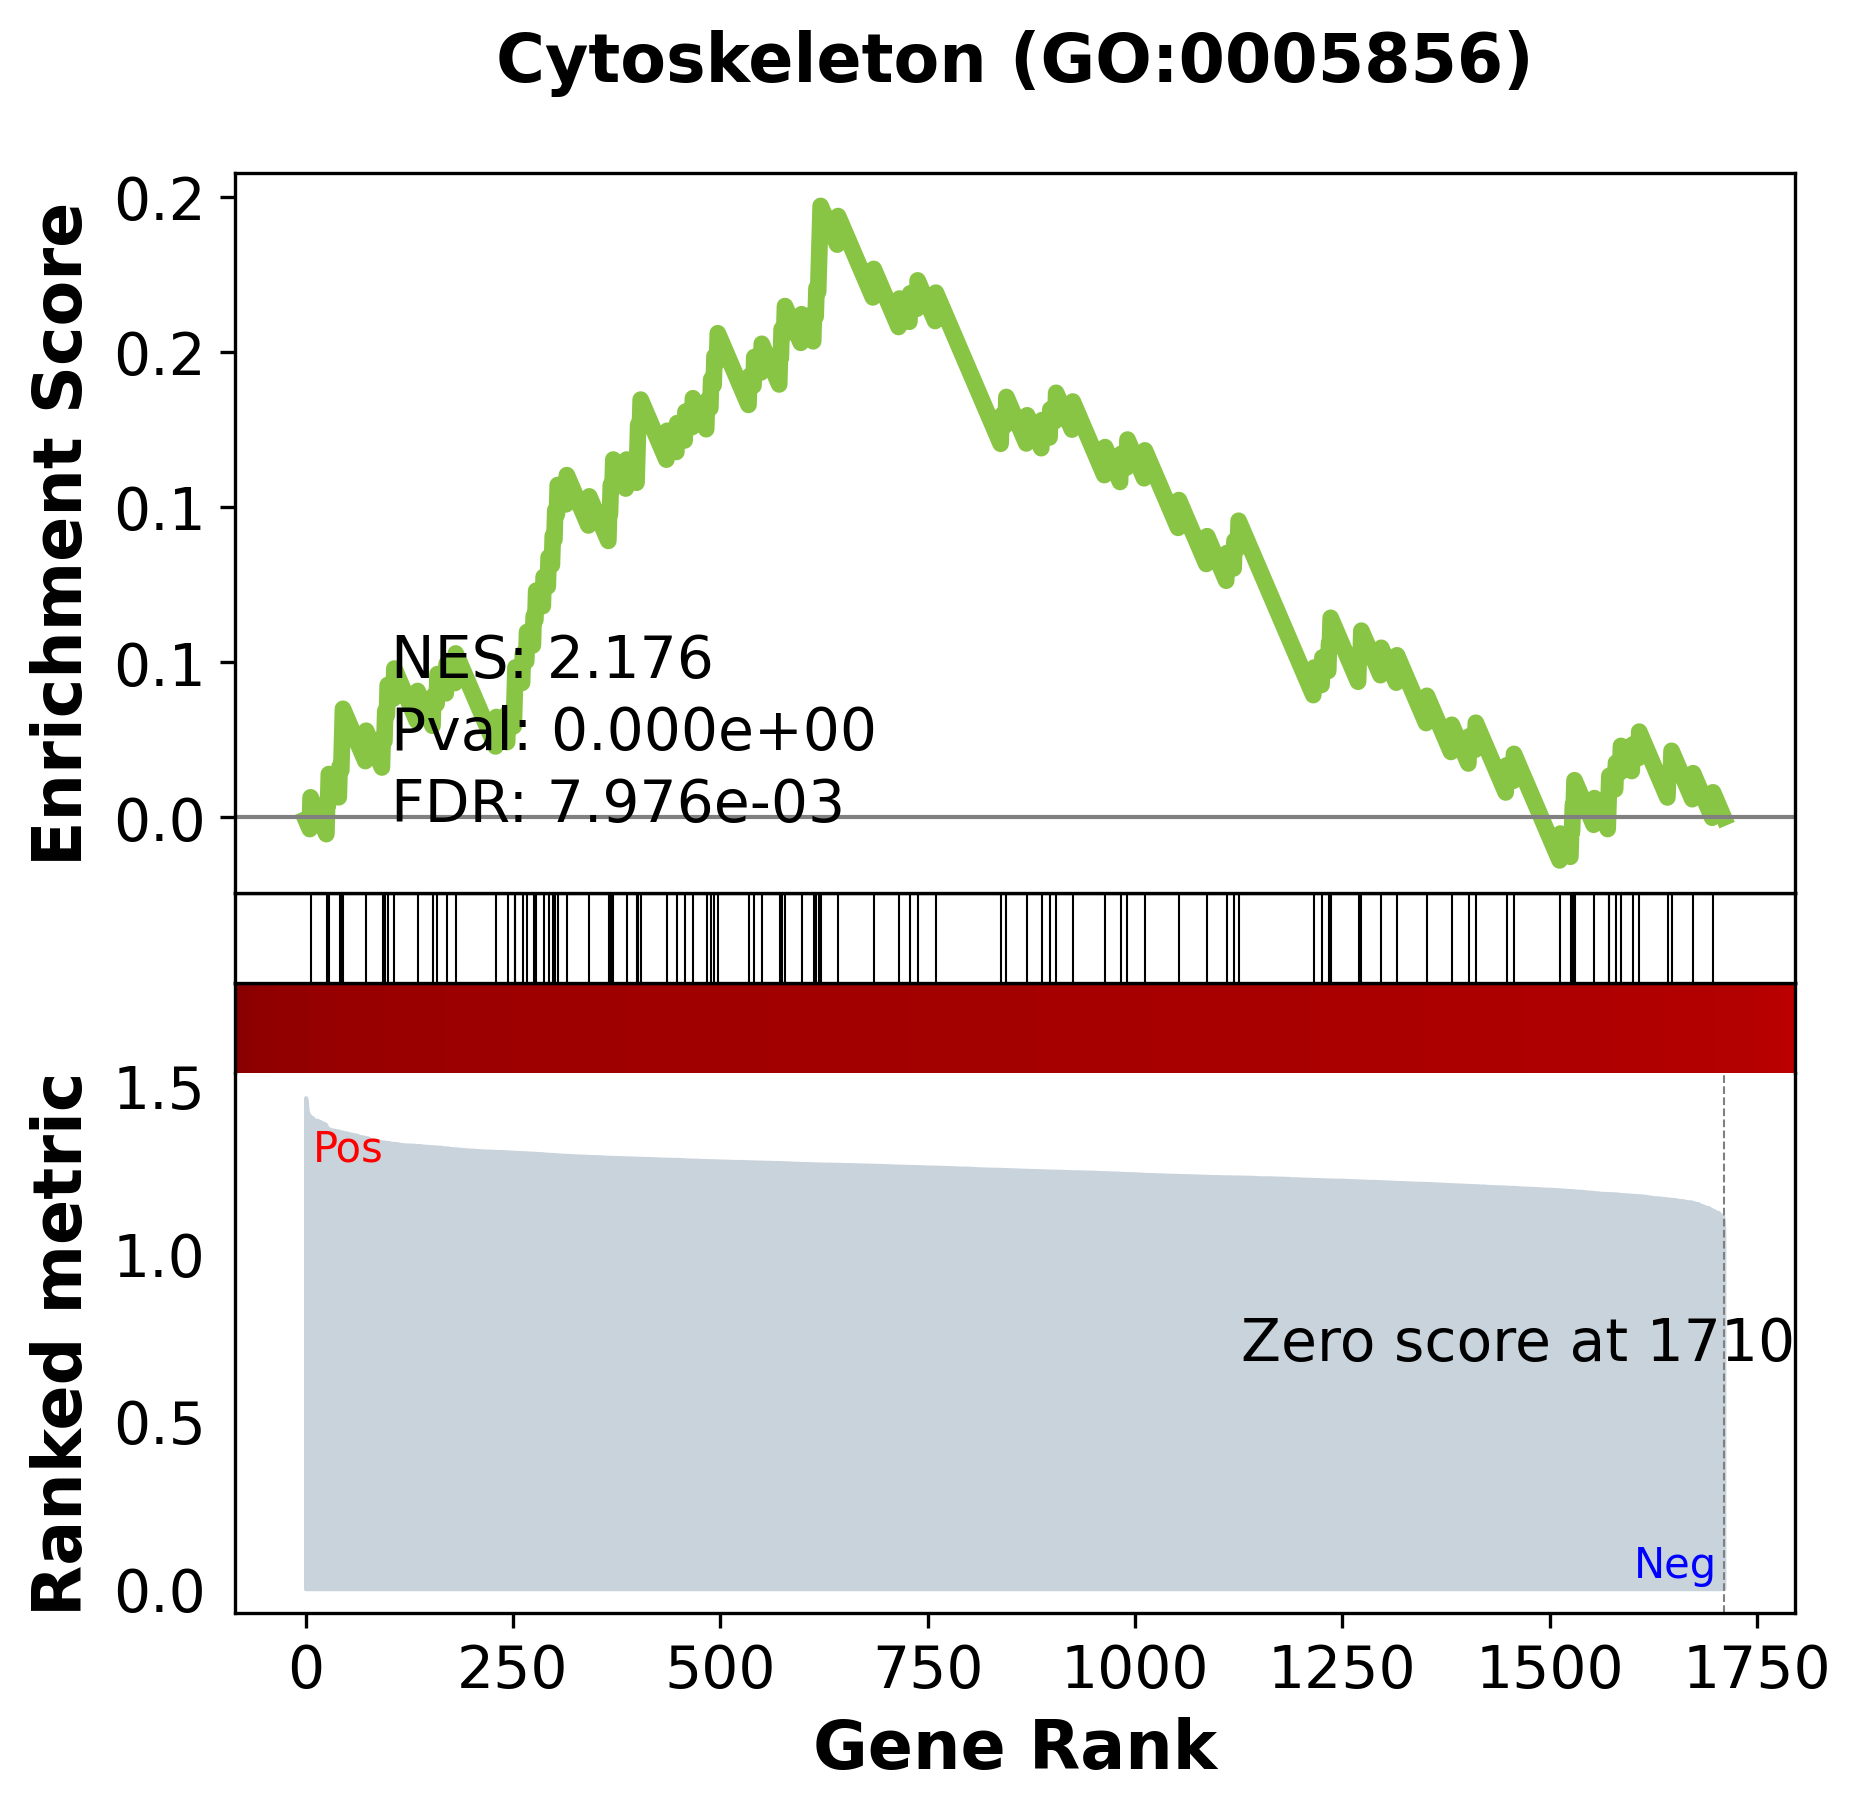 Cytoskeleton (GO:0005856)
Enrichment Score
0.2
0.2
0.1
0.1
0.0
NES: 2.176
Pval: 0.000e+00
FDR: 7.976e-03
Ranked metric
1.5
1.0
0.5
0.0
Pos
Zero score at 1710
Neg
0 250 500 750 1000 1250 1500 1750
Gene Rank